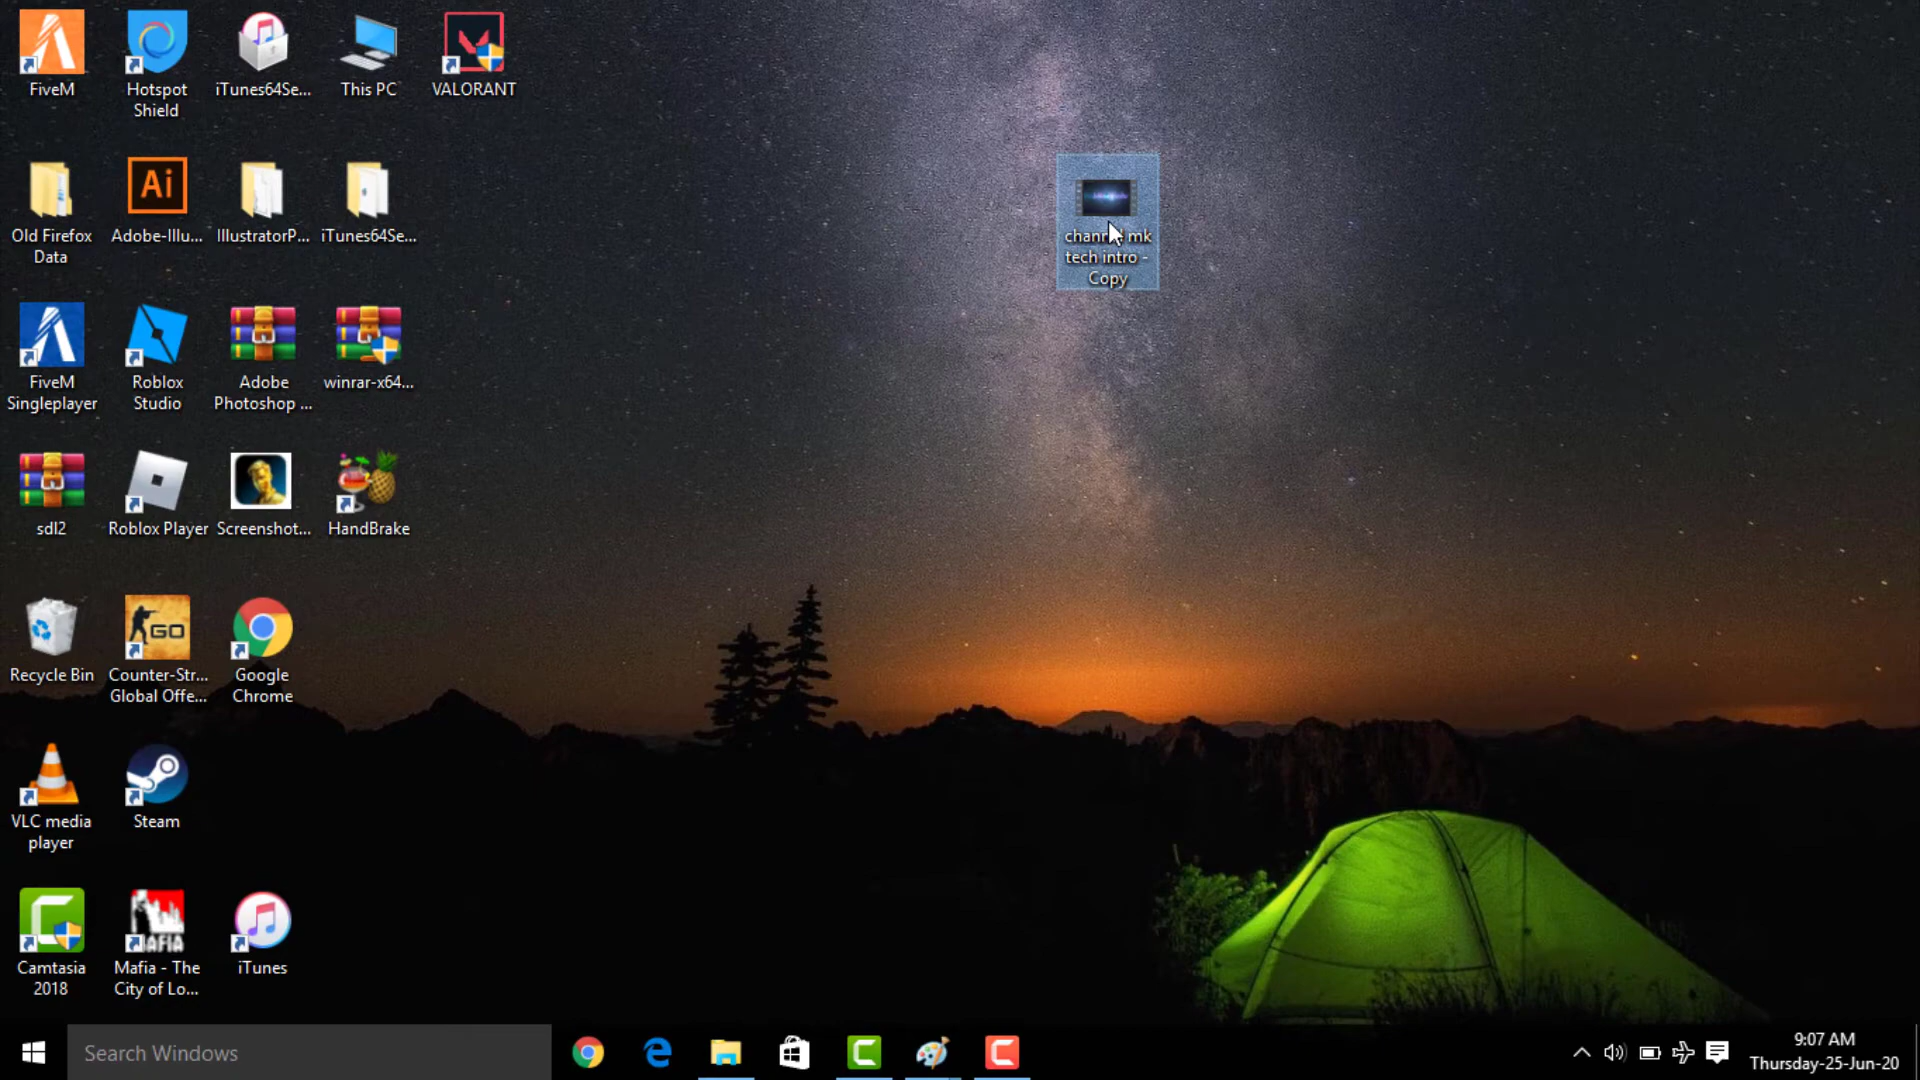 FiveM
Hotspot
Shield
iTunes64Se...
This PC
VALORANT
Old Firefox
Data
Ai
Adobe-Illu...
IllustratorP...
iTunes64Se...
mk
tech intro -
Copy
FiveM
Singleplayer
Roblox
Studio
Adobe
Photoshop ...
winrar-x64...
sdl2
Roblox Player
Screenshot...
HandBrake
Recycle Bin
GO
Counter-Str...
Global Offe...
Google
Chrome
VLC media
player
Steam
Camtasia
2018
MAFIA
Mafia - The
City of Lo...
iTunes
Search Windows
9:07 AM
Thursday-25-Jun-20